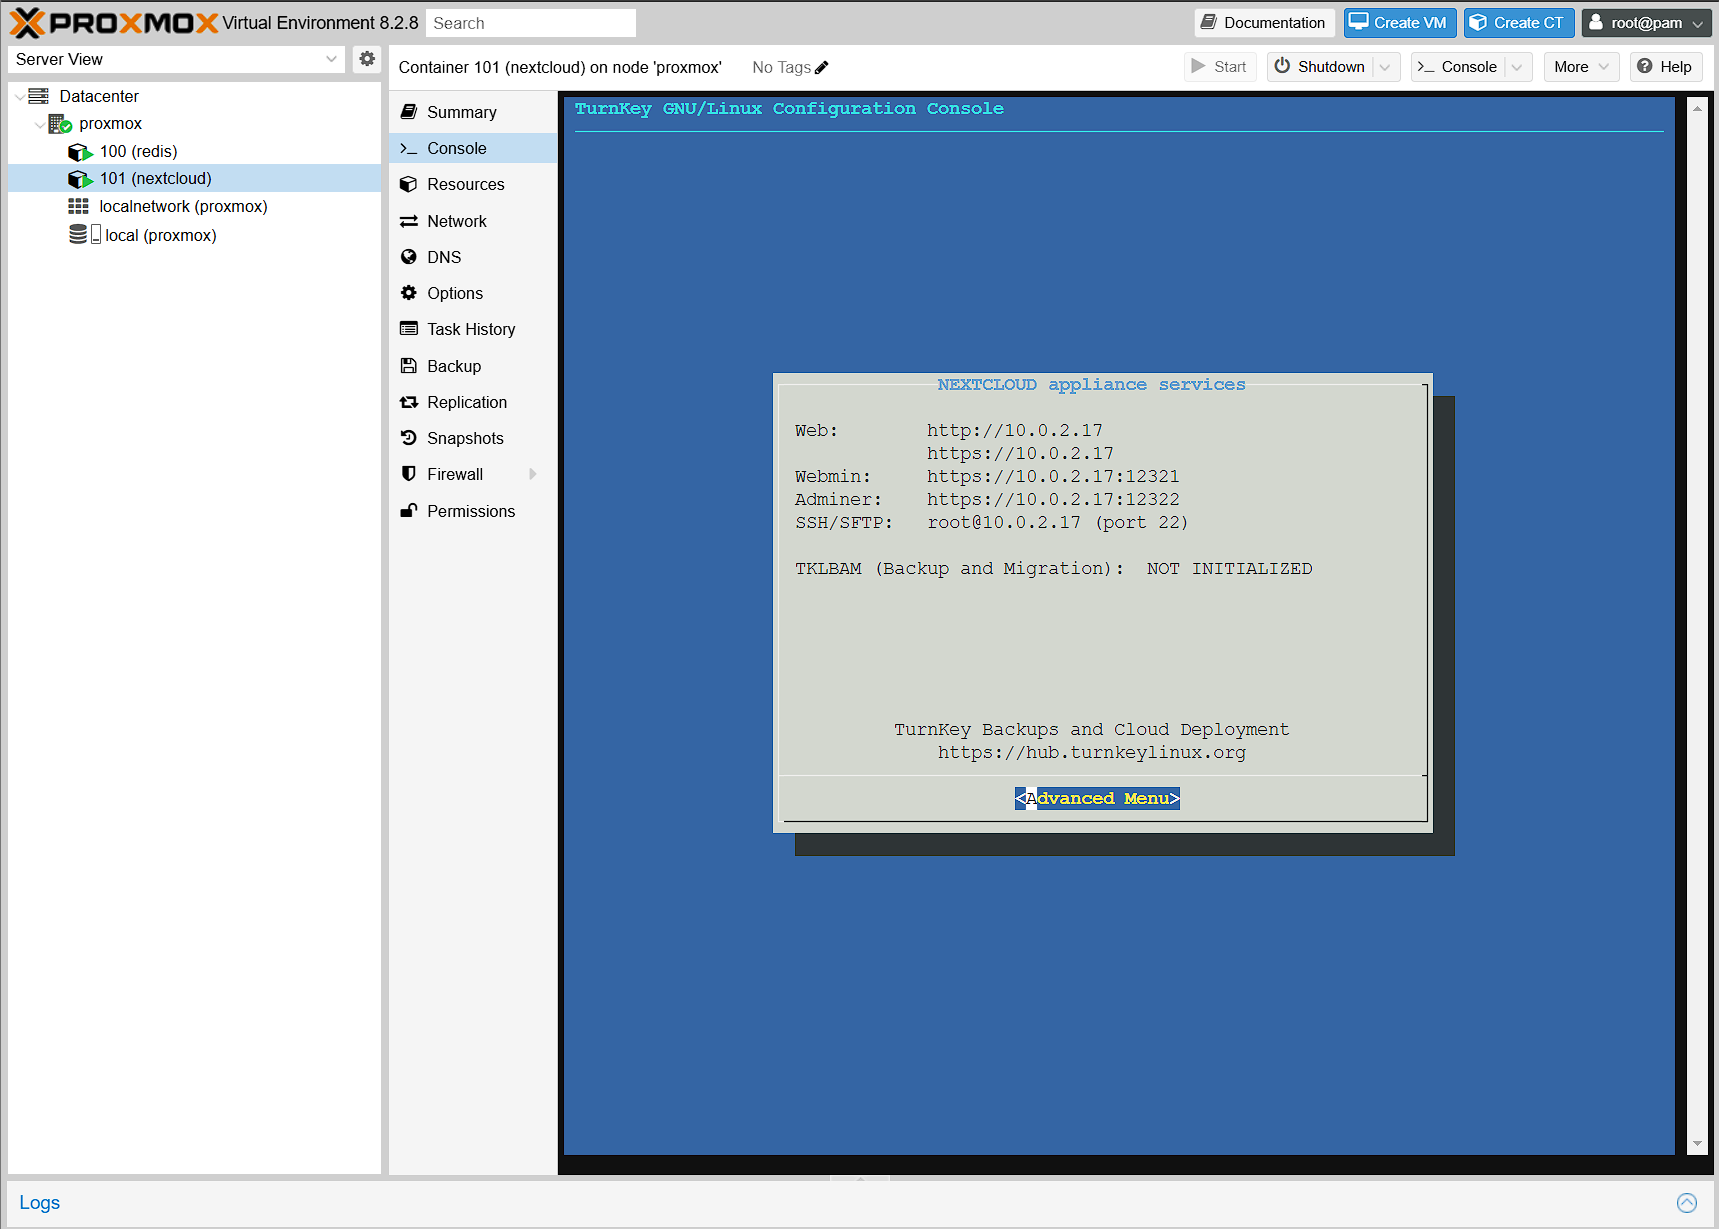 PROXMOX Virtual Environment 8.2.8 Search Documentation Create VM Create CT root@pam
Server View
Container 101 (nextcloud) on node 'proxmox' No Tags Start Shutdown >_ Console More Help
Datacenter
proxmox
100 (redis)
101 (nextcloud)
localnetwork (proxmox)
local (proxmox)
Summary
>_ Console
Resources
Network
DNS
Options
Task History
Backup
Replication
Snapshots
Firewall
Permissions
TurnKey GNU/Linux Configuration Console
NEXTCLOUD appliance services
Web: http://10.0.2.17
https://10.0.2.17
Webmin: https://10.0.2.17:12321
Adminer: https://10.0.2.17:12322
SSH/SFTP: root@10.0.2.17 (port 22)
TKLBAM (Backup and Migration): NOT INITIALIZED
TurnKey Backups and Cloud Deployment
https://hub.turnkeylinux.org
<Advanced Menu>
Logs